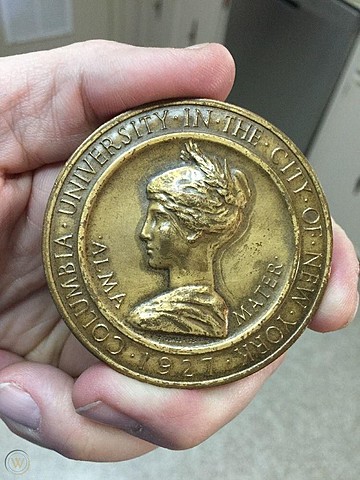 COLUMBIA · UNIVERSITY · IN · THE · CITY · OF · NEW · YORK ·
· 1927 ·
ALMA
MATER
W